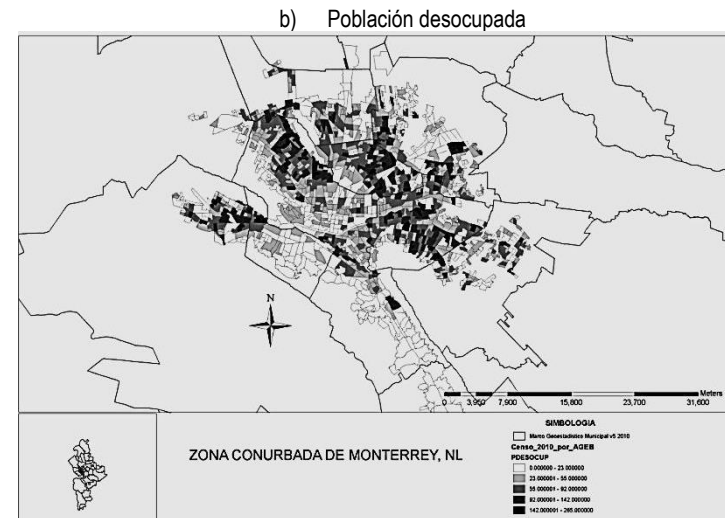 b) Población desocupada
N
Meters
0 3,950 7,900 15,800 23,700 31,600
ZONA CONURBADA DE MONTERREY, NL
SIMBOLOGIA
Marco Geoestadístico Municipal v5 2010
Censo_2010_por_AGEB
PDESOCUP
0.000000 - 23.000000
23.000001 - 55.000000
55.000001 - 92.000000
92.000001 - 142.000000
142.000001 - 265.000000